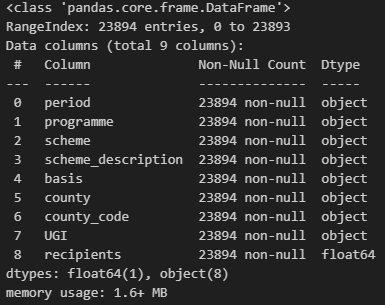 <class 'pandas.core.frame.DataFrame'>
RangeIndex: 23894 entries, 0 to 23893
Data columns (total 9 columns):
 #   Column              Non-Null Count  Dtype
---  ------              --------------  -----
 0   period              23894 non-null  object
 1   programme           23894 non-null  object
 2   scheme              23894 non-null  object
 3   scheme_description  23894 non-null  object
 4   basis               23894 non-null  object
 5   county              23894 non-null  object
 6   county_code         23894 non-null  object
 7   UGI                 23894 non-null  object
 8   recipients          23894 non-null  float64
dtypes: float64(1), object(8)
memory usage: 1.6+ MB